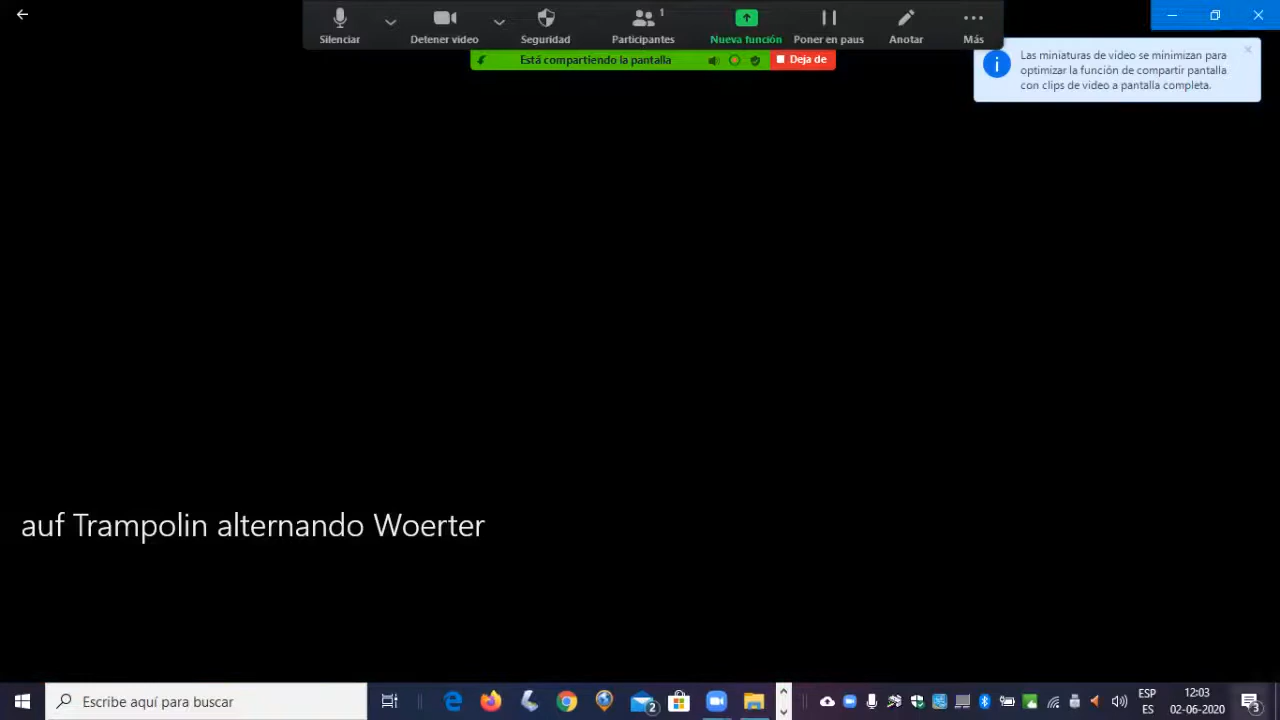 Silenciar
Detener video
Seguridad
Participantes
1
Nueva función
Poner en paus
Anotar
Más
Está compartiendo la pantalla
Deja de
Las miniaturas de video se minimizan para
optimizar la función de compartir pantalla
con clips de video a pantalla completa.
auf Trampolin alternando Woerter
Escribe aquí para buscar
2
ESP
ES
12:03
02-06-2020
3